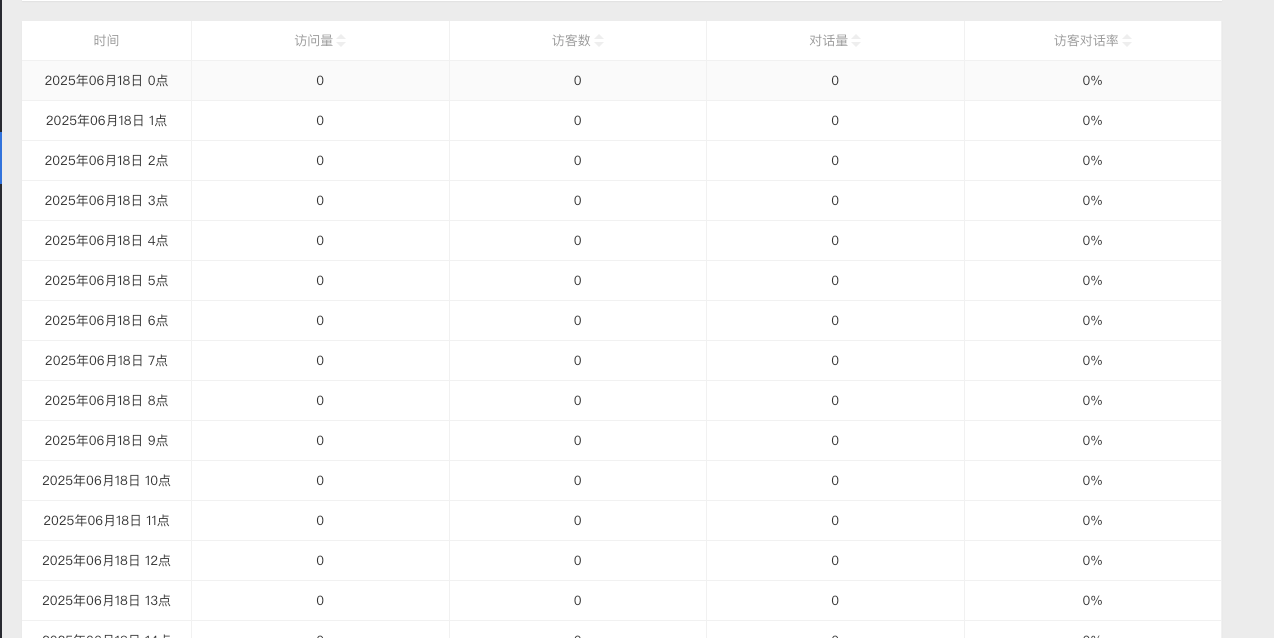 时间 访问量 访客数 对话量 访客对话率
2025年06月18日 0点 0 0 0 0%
2025年06月18日 1点 0 0 0 0%
2025年06月18日 2点 0 0 0 0%
2025年06月18日 3点 0 0 0 0%
2025年06月18日 4点 0 0 0 0%
2025年06月18日 5点 0 0 0 0%
2025年06月18日 6点 0 0 0 0%
2025年06月18日 7点 0 0 0 0%
2025年06月18日 8点 0 0 0 0%
2025年06月18日 9点 0 0 0 0%
2025年06月18日 10点 0 0 0 0%
2025年06月18日 11点 0 0 0 0%
2025年06月18日 12点 0 0 0 0%
2025年06月18日 13点 0 0 0 0%